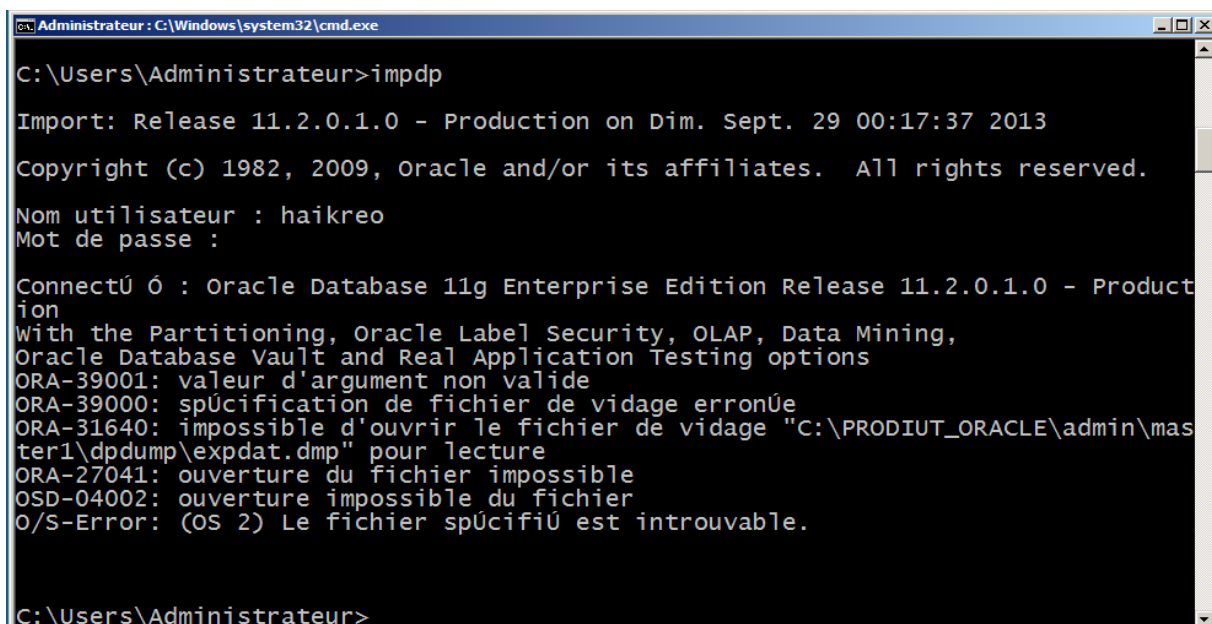 Administrateur : C:\Windows\system32\cmd.exe
C:\Users\Administrateur>impdp
Import: Release 11.2.0.1.0 - Production on Dim. Sept. 29 00:17:37 2013
Copyright (c) 1982, 2009, Oracle and/or its affiliates.  All rights reserved.
Nom utilisateur : haikreo
Mot de passe :
ConnectÚ Ó : Oracle Database 11g Enterprise Edition Release 11.2.0.1.0 - Product
ion
With the Partitioning, Oracle Label Security, OLAP, Data Mining,
Oracle Database Vault and Real Application Testing options
ORA-39001: valeur d'argument non valide
ORA-39000: spÚcification de fichier de vidage erronÚe
ORA-31640: impossible d'ouvrir le fichier de vidage "C:\PRODIUT_ORACLE\admin\mas
ter1\dpdump\expdat.dmp" pour lecture
ORA-27041: ouverture du fichier impossible
OSD-04002: ouverture impossible du fichier
O/S-Error: (OS 2) Le fichier spÚcifiÚ est introuvable.
C:\Users\Administrateur>